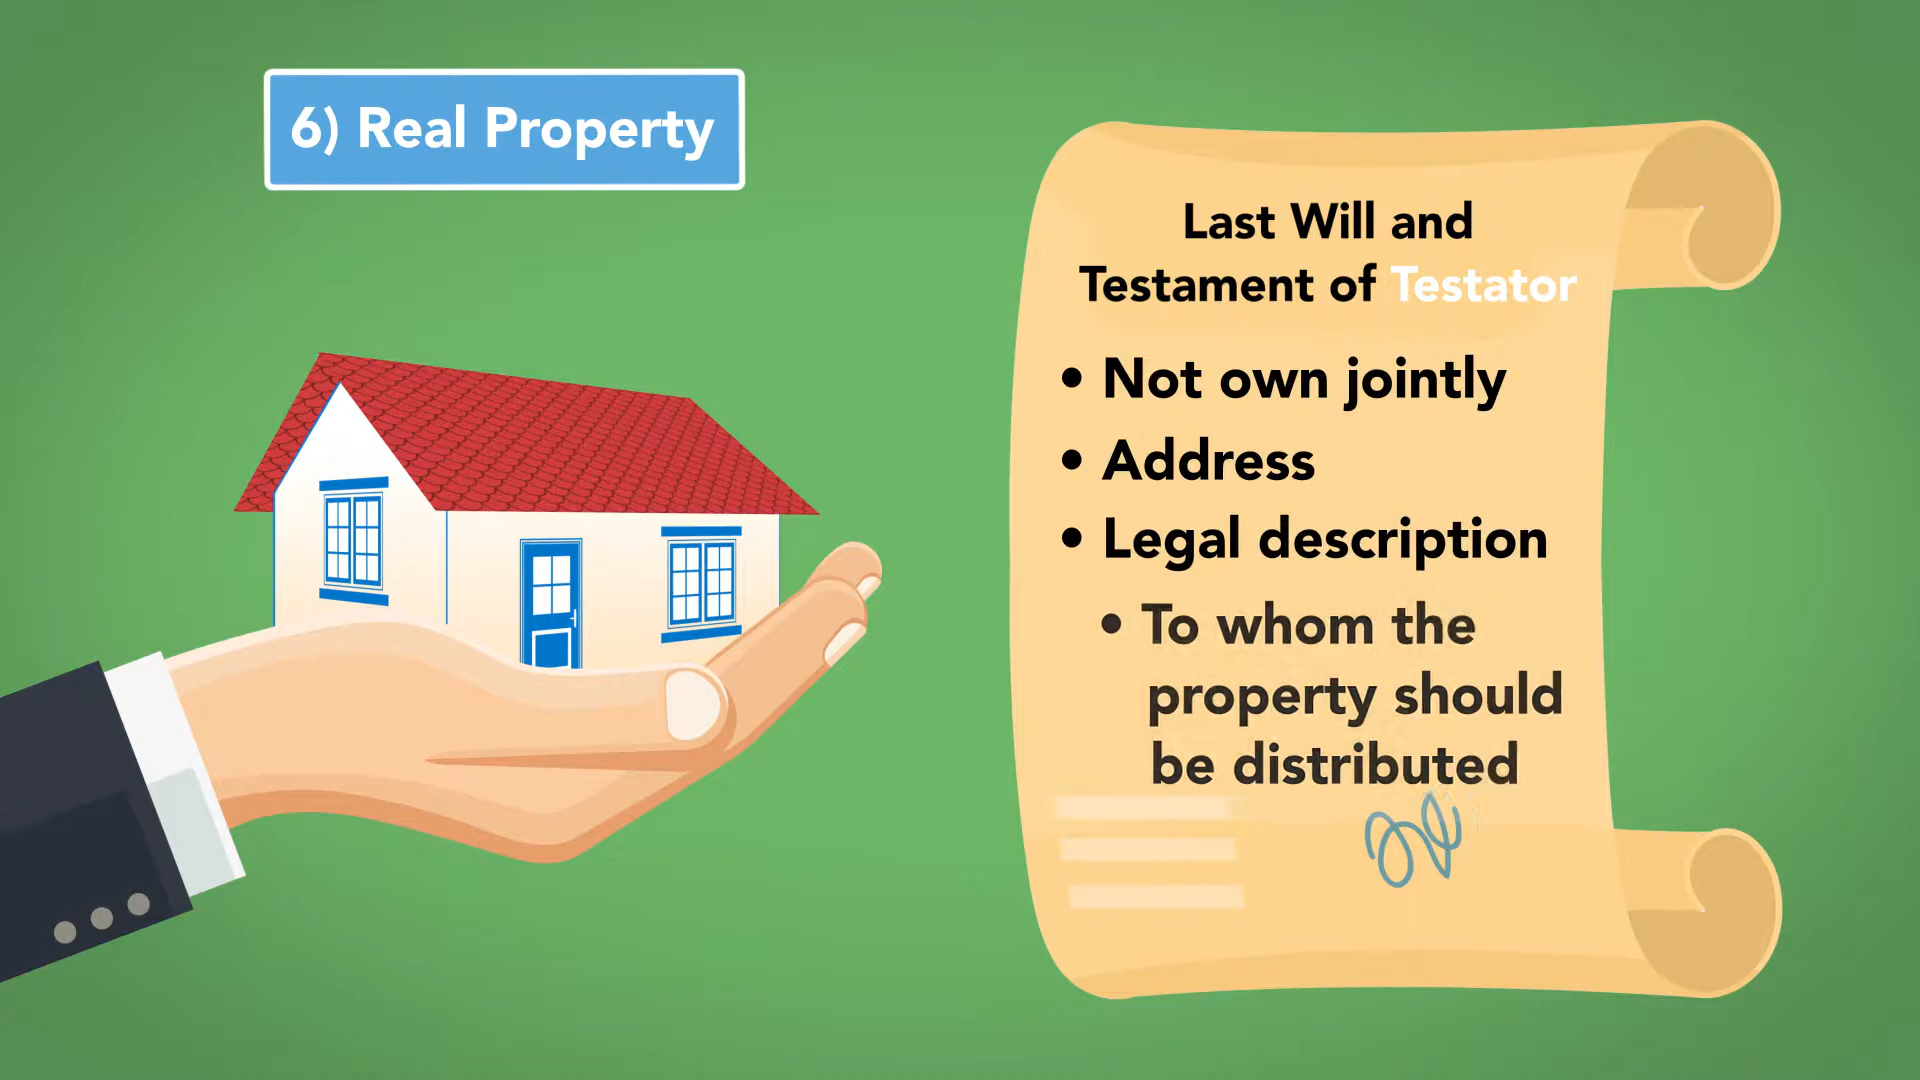 6) Real Property
Last Will and
Testament of Testator
• Not own jointly
• Address
• Legal description
• To whom the
property should
be distributed